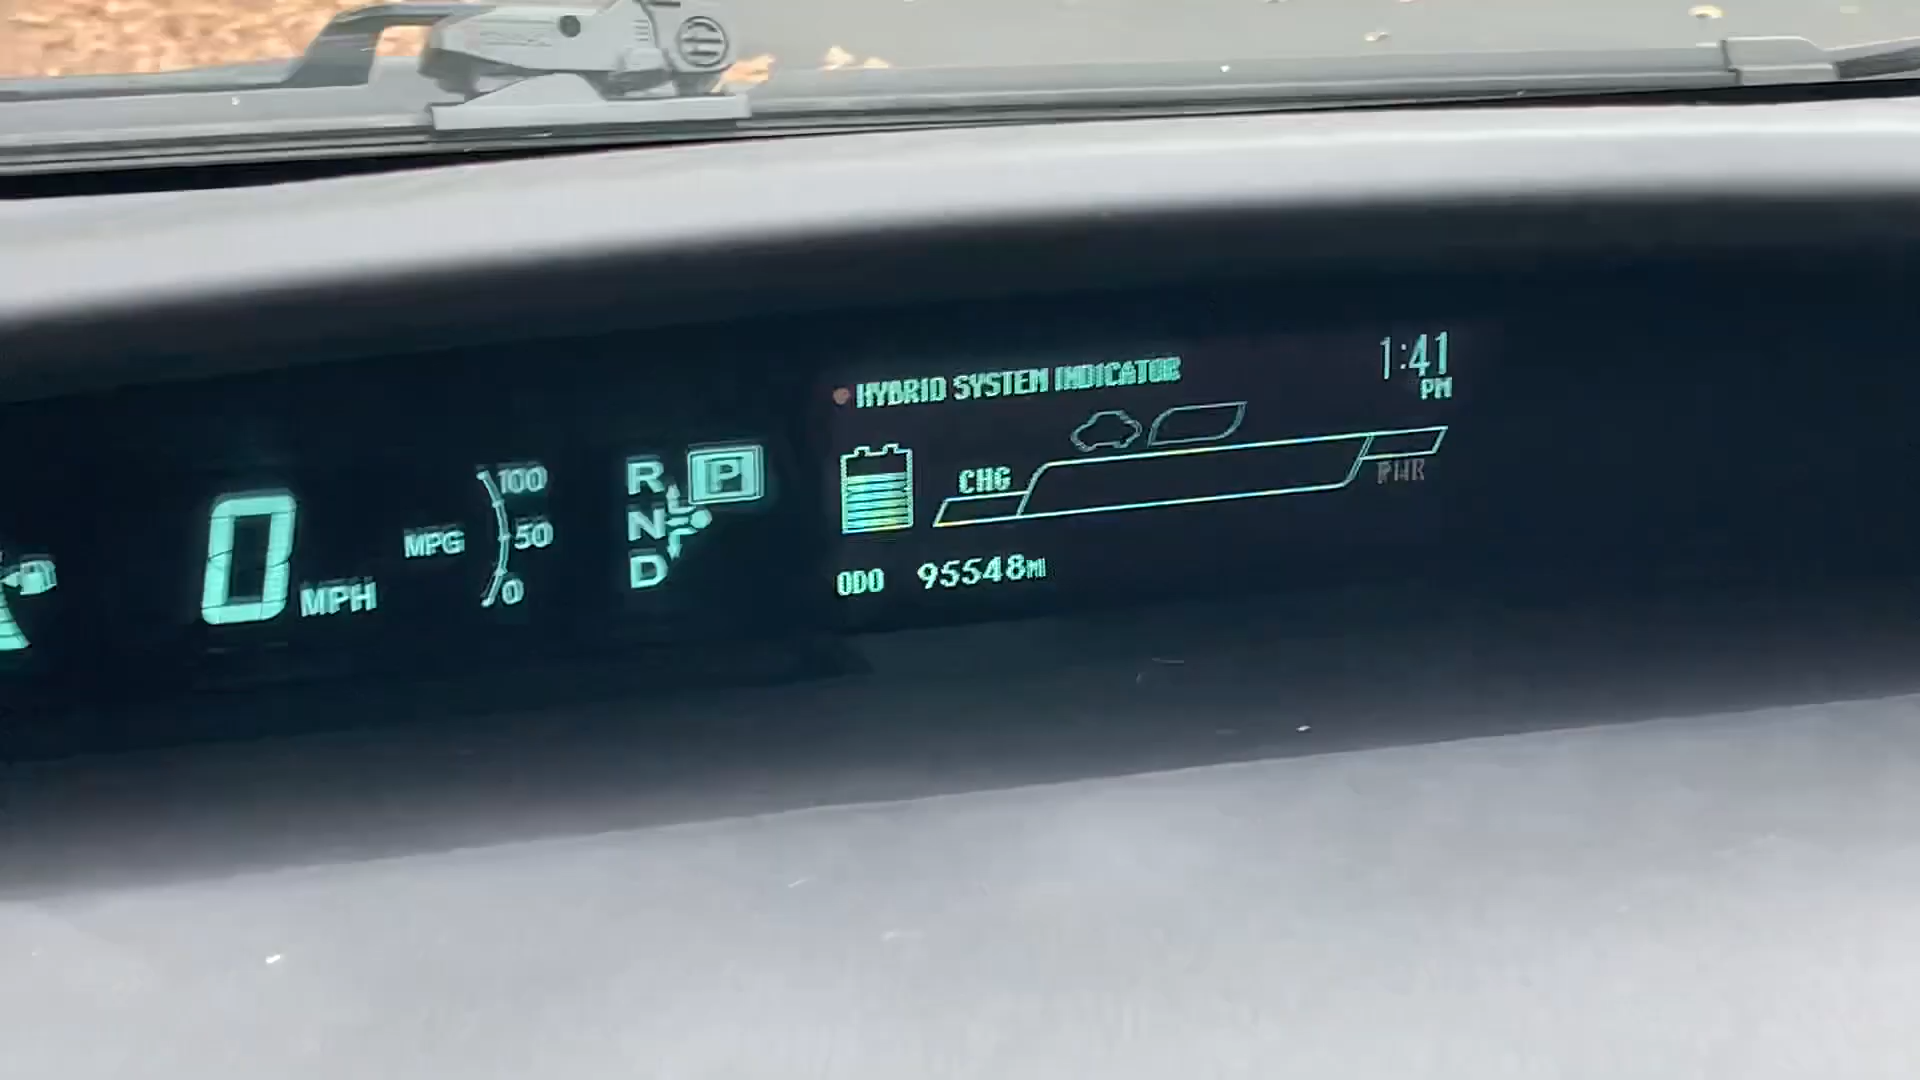 HYBRID SYSTEM INDICATOR
1:41
PM
100
R P
CHG
PWR
0
MPH
MPG
50
N
D
0
ODO 95548MI